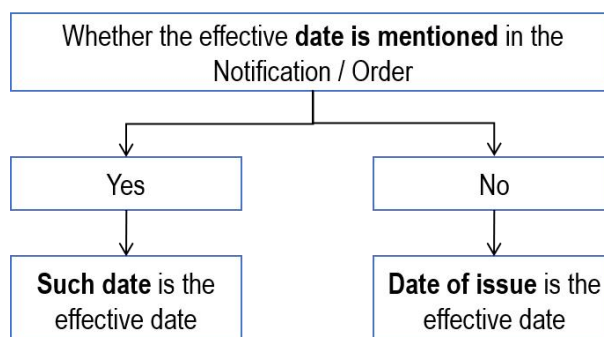 Whether the effective date is mentioned in the
Notification / Order
Yes
No
Such date is the
effective date
Date of issue is the
effective date